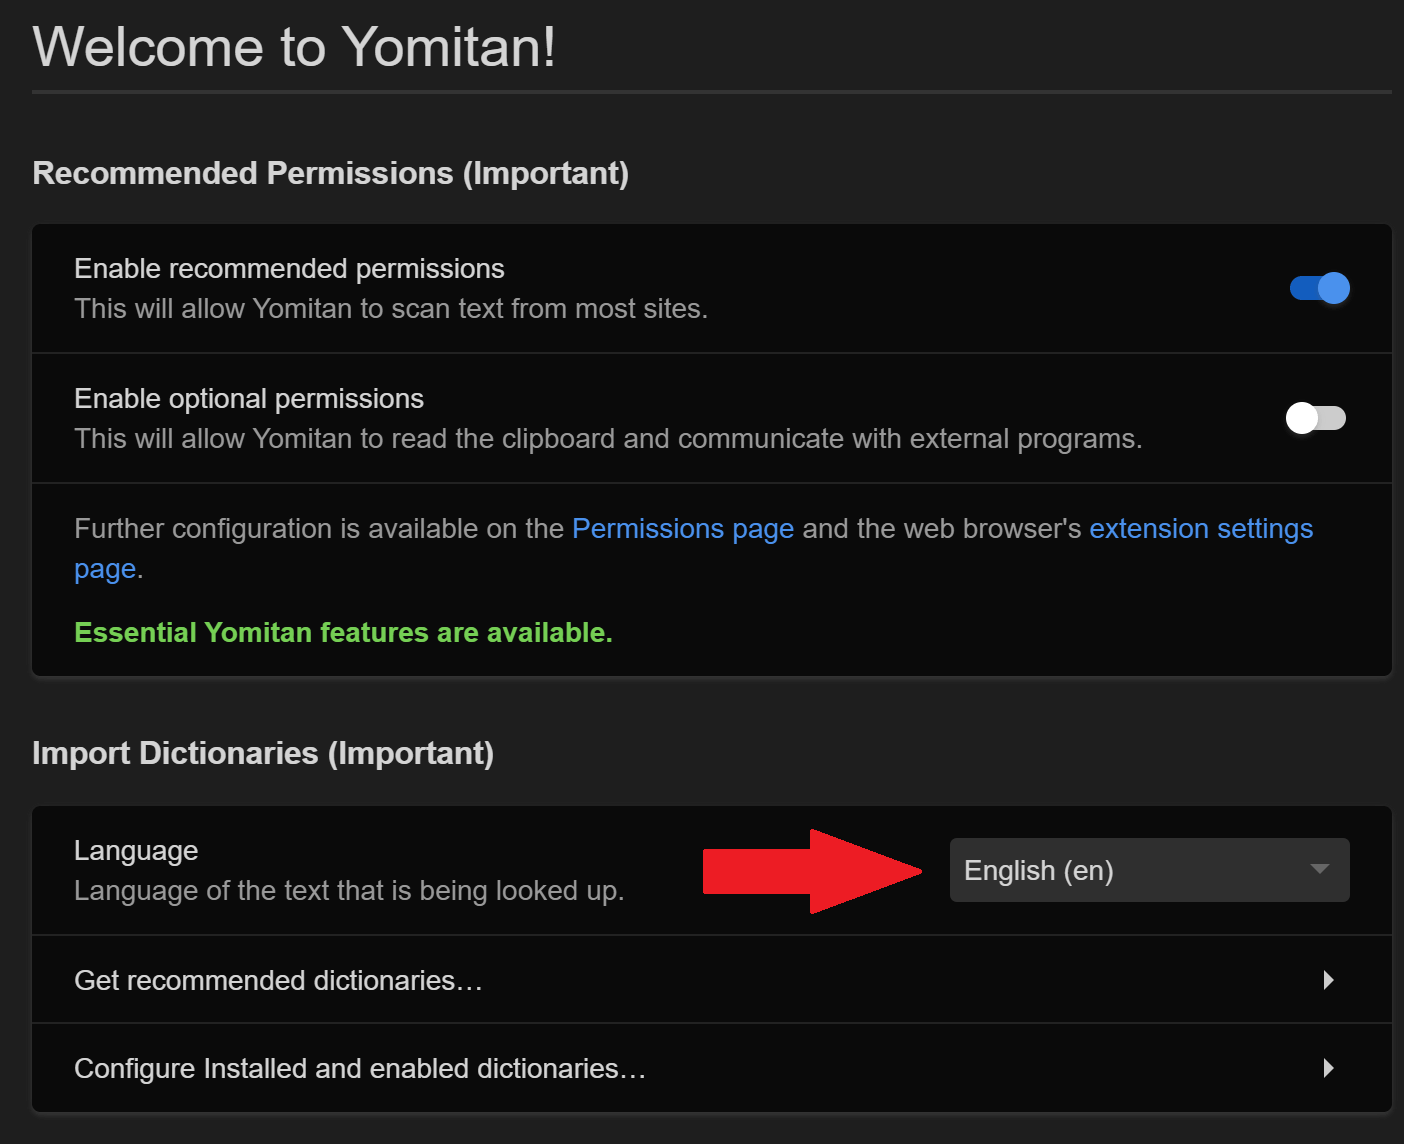 Welcome to Yomitan!
Recommended Permissions (Important)
Enable recommended permissions
This will allow Yomitan to scan text from most sites.
Enable optional permissions
This will allow Yomitan to read the clipboard and communicate with external programs.
Further configuration is available on the Permissions page and the web browser's extension settings
page.
Essential Yomitan features are available.
Import Dictionaries (Important)
Language
Language of the text that is being looked up.
English (en)
Get recommended dictionaries…
Configure Installed and enabled dictionaries…